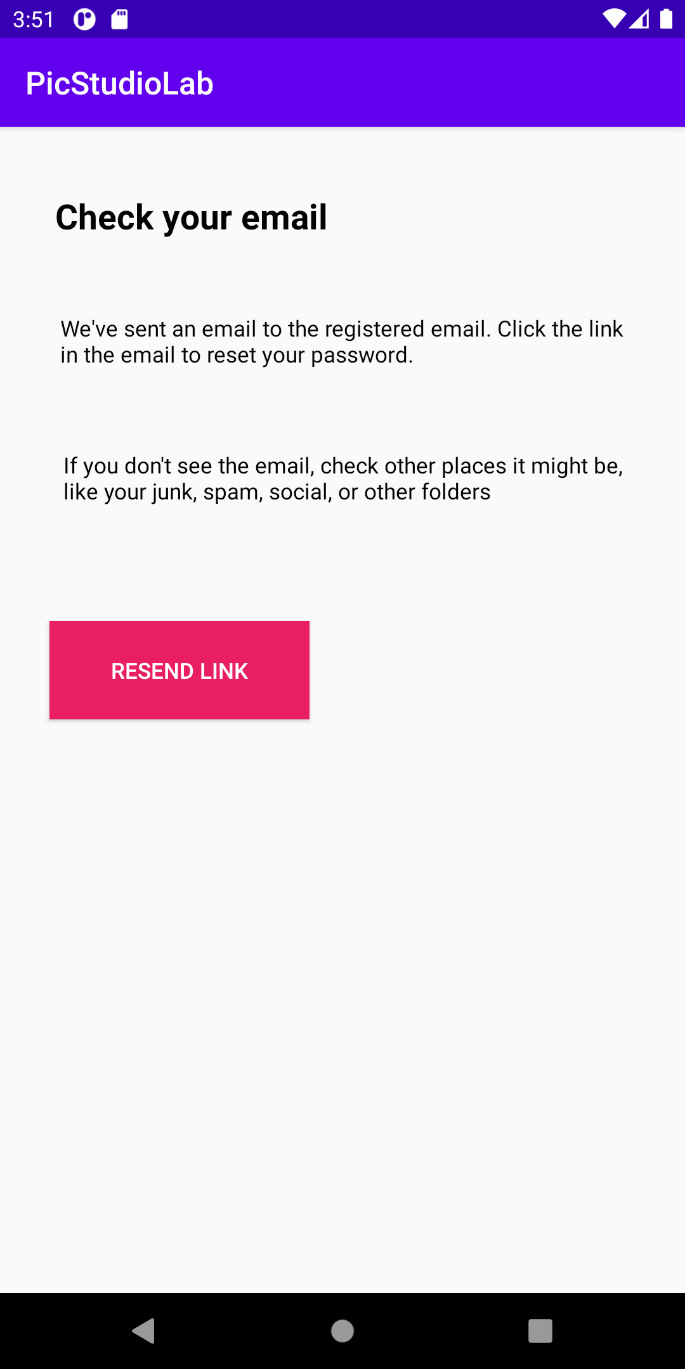 3:51
PicStudioLab
Check your email
We've sent an email to the registered email. Click the link
in the email to reset your password.
If you don't see the email, check other places it might be,
like your junk, spam, social, or other folders
RESEND LINK